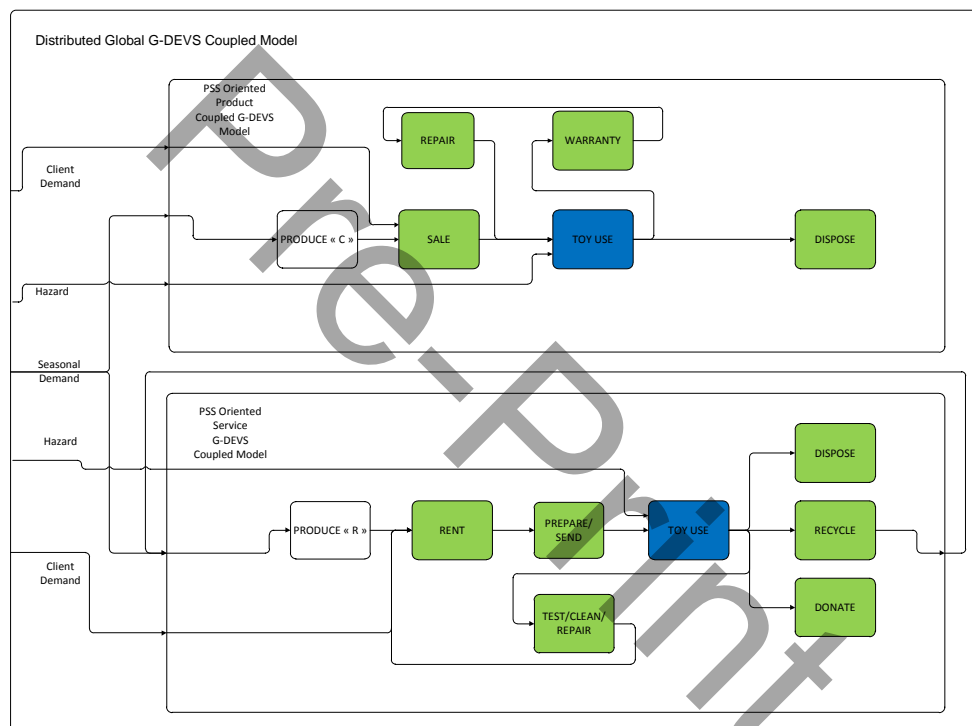 Distributed Global G-DEVS Coupled Model
PSS Oriented
Product
Coupled G-DEVS
Model
REPAIR
WARRANTY
Client
Demand
PRODUCE « C »
SALE
TOY USE
DISPOSE
Hazard
Seasonal
Demand
PSS Oriented
Service
G-DEVS
Coupled Model
Hazard
DISPOSE
PRODUCE « R »
RENT
PREPARE/
SEND
TOY USE
RECYCLE
Client
Demand
TEST/CLEAN/
REPAIR
DONATE
Pre-Print